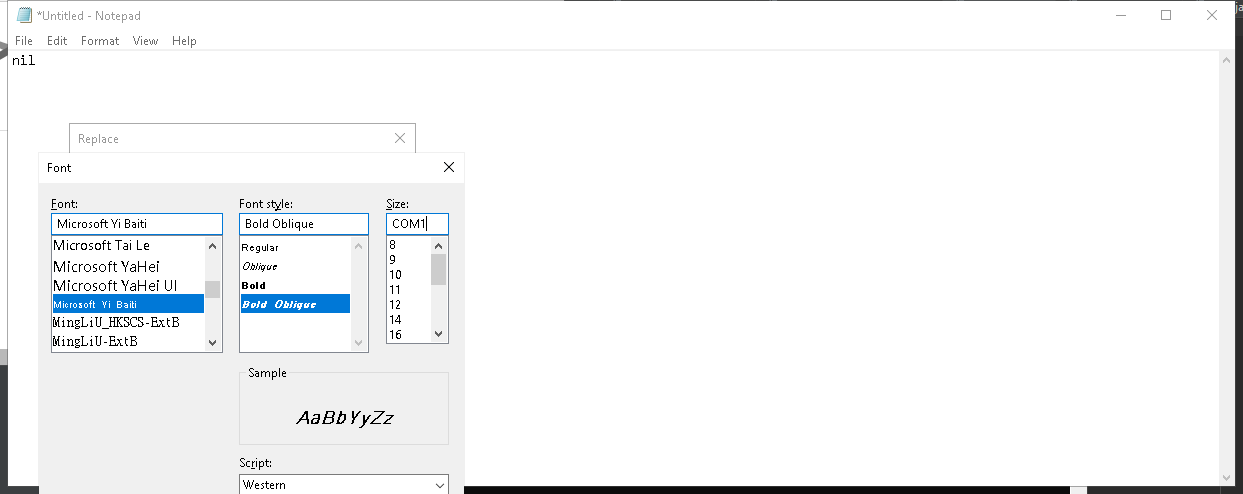 *Untitled - Notepad
File Edit Format View Help
nil
Replace
Font
Font: Font style: Size:
Microsoft Yi Baiti Bold Oblique COM1
Microsoft Tai Le
Microsoft YaHei
Microsoft YaHei UI
Microsoft Yi Baiti
MingLiU_HKSCS-ExtB
MingLiU-ExtB
Regular
Oblique
Bold
Bold Oblique
8
9
10
11
12
14
16
Sample
AaBbYyZz
Script:
Western